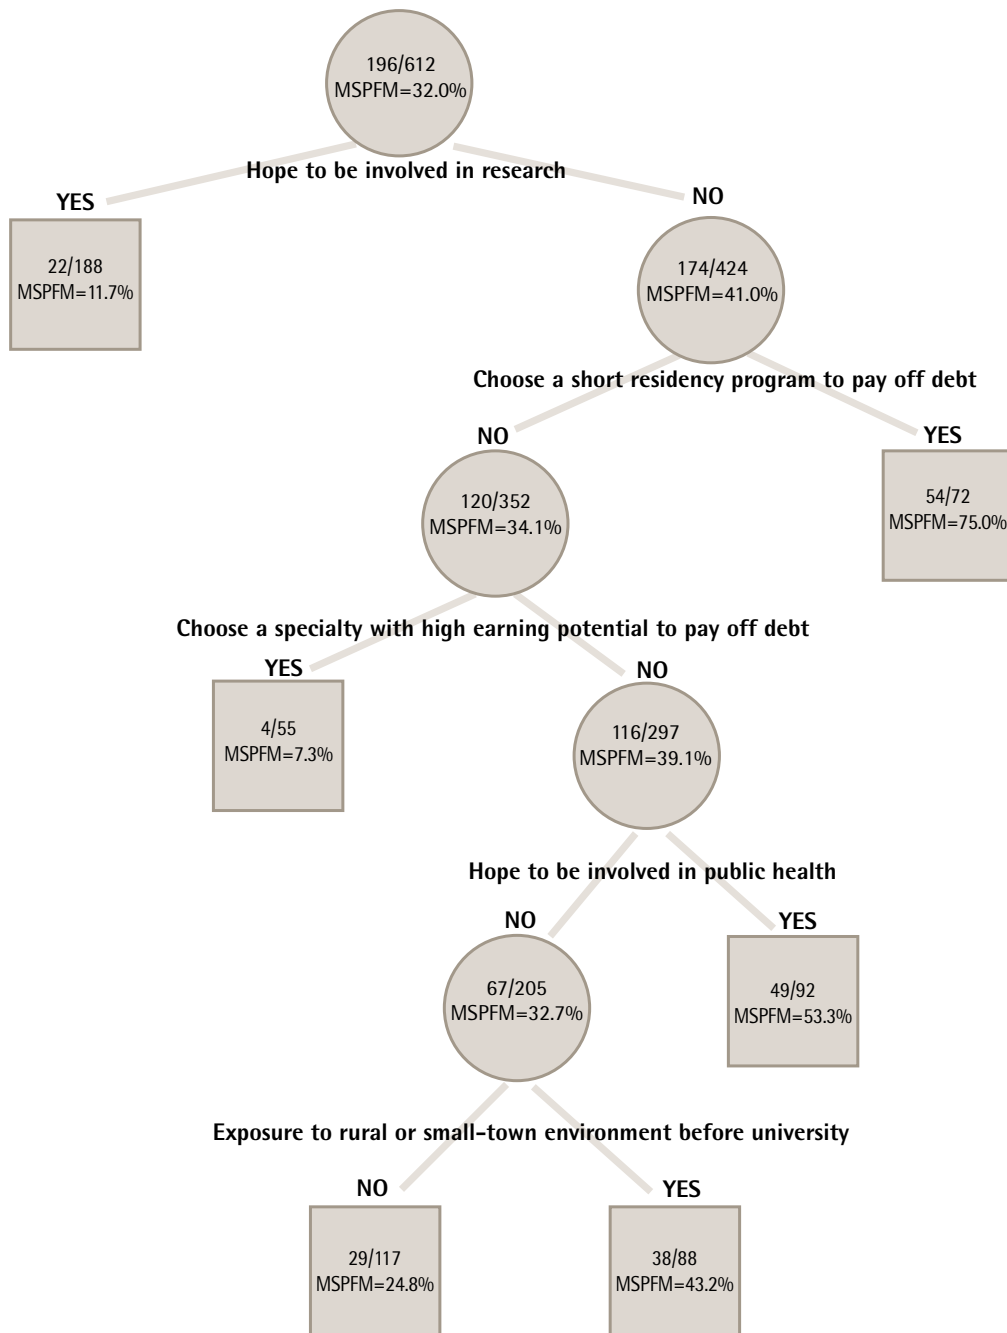 196/612
MSPFM=32.0%
Hope to be involved in research
YES
NO
22/188
MSPFM=11.7%
174/424
MSPFM=41.0%
Choose a short residency program to pay off debt
NO
YES
120/352
MSPFM=34.1%
54/72
MSPFM=75.0%
Choose a specialty with high earning potential to pay off debt
YES
NO
4/55
MSPFM=7.3%
116/297
MSPFM=39.1%
Hope to be involved in public health
NO
YES
67/205
MSPFM=32.7%
49/92
MSPFM=53.3%
Exposure to rural or small-town environment before university
NO
YES
29/117
MSPFM=24.8%
38/88
MSPFM=43.2%